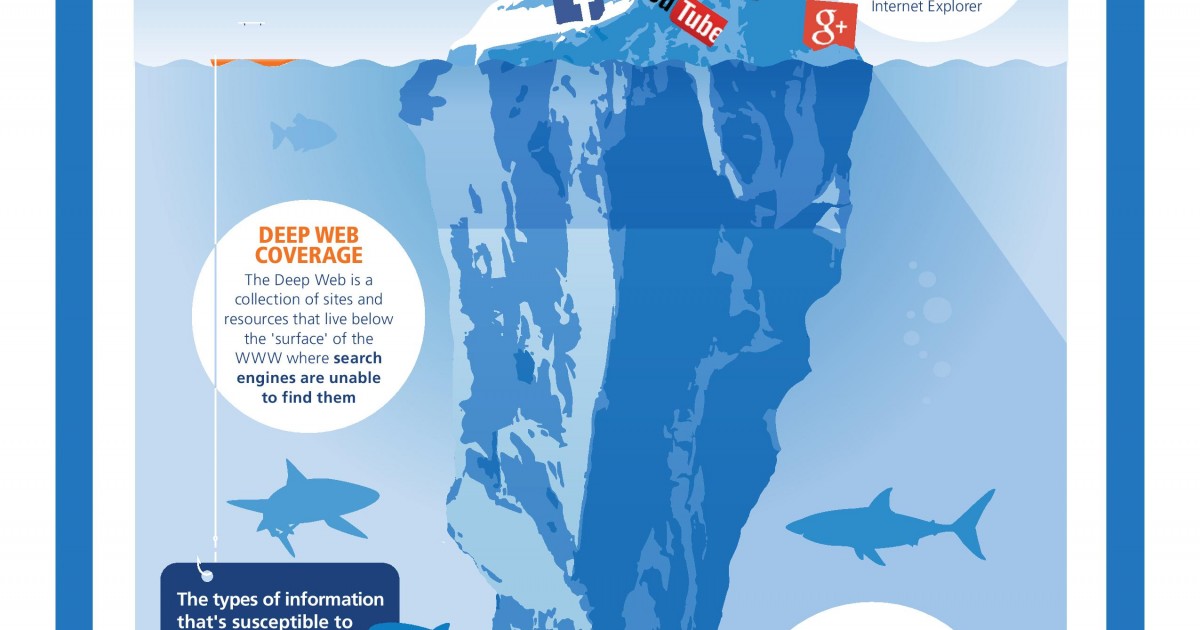 Internet Explorer
f
Tube
g+
DEEP WEB
COVERAGE
The Deep Web is a
collection of sites and
resources that live below
the 'surface' of the
WWW where search
engines are unable
to find them
The types of information
that's susceptible to